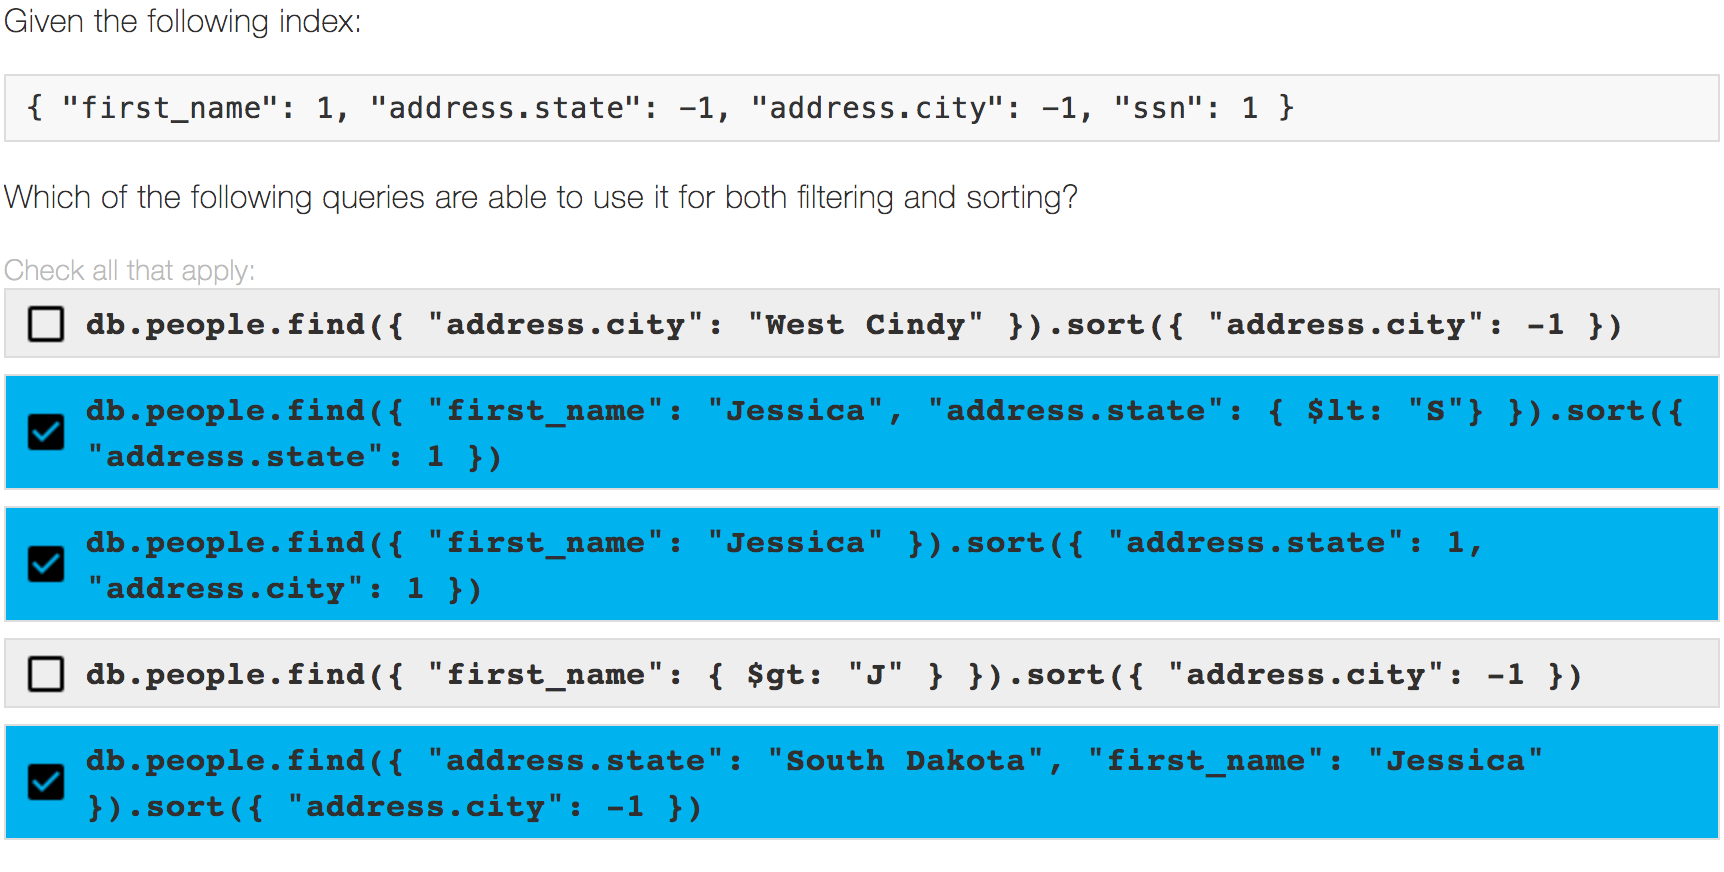 Given the following index:
{ "first_name": 1, "address.state": -1, "address.city": -1, "ssn": 1 }
Which of the following queries are able to use it for both filtering and sorting?
Check all that apply:
db.people.find({ "address.city": "West Cindy" }).sort({ "address.city": -1 })
db.people.find({ "first_name": "Jessica", "address.state": { $lt: "S"} }).sort({
"address.state": 1 })
db.people.find({ "first_name": "Jessica" }).sort({ "address.state": 1,
"address.city": 1 })
db.people.find({ "first_name": { $gt: "J" } }).sort({ "address.city": -1 })
db.people.find({ "address.state": "South Dakota", "first_name": "Jessica"
}).sort({ "address.city": -1 })